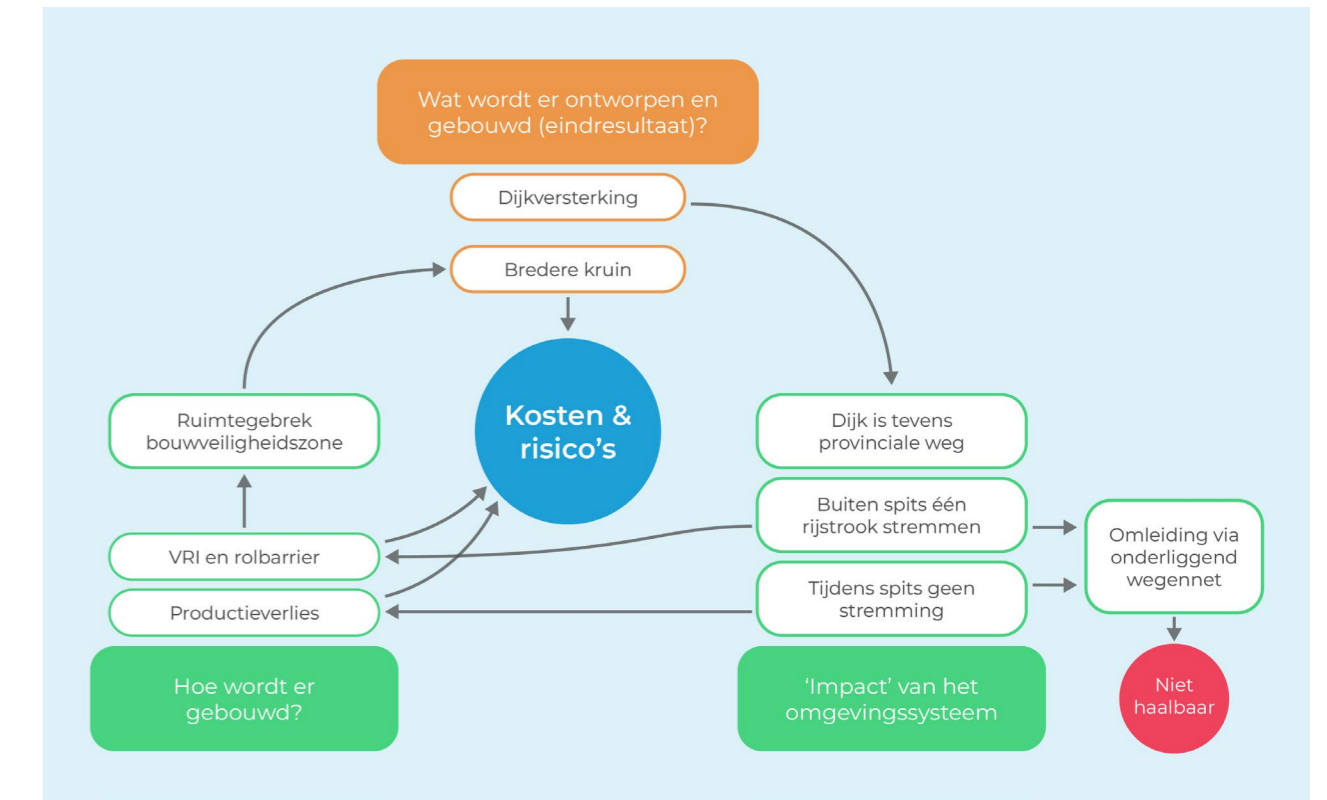 Wat wordt er ontworpen en
gebouwd (eindresultaat)?
Dijkversterking
Bredere kruin
Kosten &
risico's
Ruimtegebrek
bouwveiligheidszone
VRI en rolbarrier
Productieverlies
Hoe wordt er
gebouwd?
Dijk is tevens
provinciale weg
Buiten spits één
rijstrook stremmen
Tijdens spits geen
stremming
‘Impact’ van het
omgevingssysteem
Omleiding via
onderliggend
wegennet
Niet
haalbaar